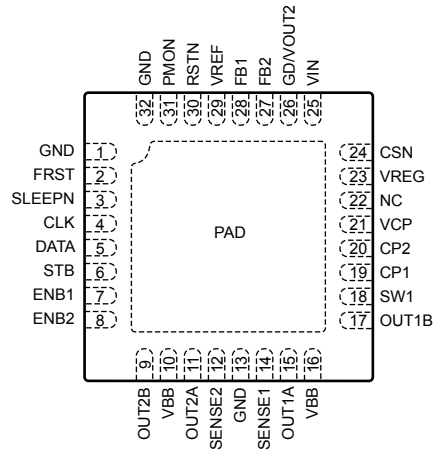 GND
PMON
RSTN
VREF
FB1
FB2
GD/VOUT2
VIN
32
31
30
29
28
27
26
25
GND 1
FRST 2
SLEEPN 3
CLK 4
DATA 5
STB 6
ENB1 7
ENB2 8
PAD
24 CSN
23 VREG
22 NC
21 VCP
20 CP2
19 CP1
18 SW1
17 OUT1B
9
10
11
12
13
14
15
16
OUT2B
VBB
OUT2A
SENSE2
GND
SENSE1
OUT1A
VBB